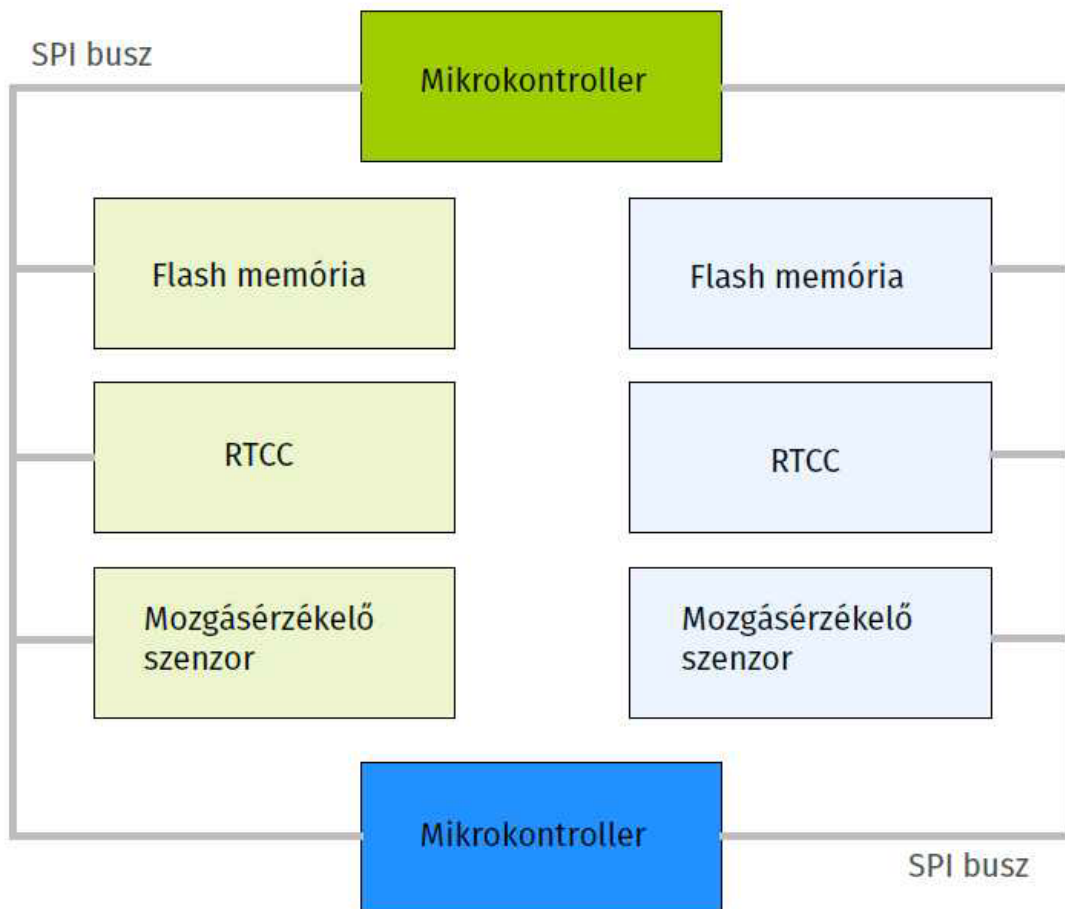 SPI busz
Mikrokontroller
Flash memória
Flash memória
RTCC
RTCC
Mozgásérzékelő
szenzor
Mozgásérzékelő
szenzor
Mikrokontroller
SPI busz